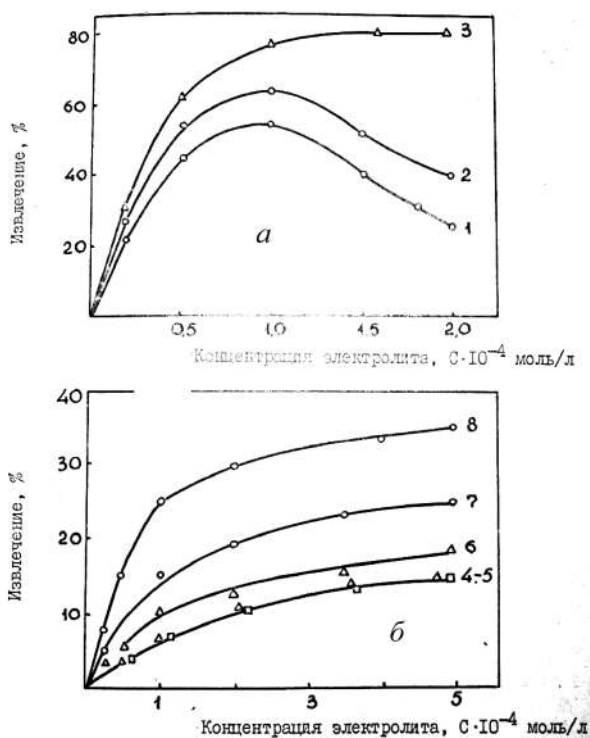 80
60
40
20
Извлечение, %
3
2
1
а
0,5 1,0 1.5 2,0
Концентрация электролита, С·10⁻⁴ моль/л
40
30
20
10
Извлечение, %
8
7
6
4-5
б
1 3 5
Концентрация электролита, С·10⁻⁴ моль/л